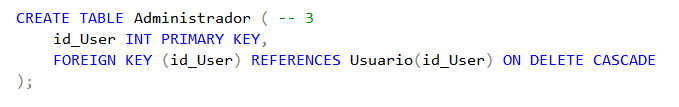 CREATE TABLE Administrador ( -- 3
    id_User INT PRIMARY KEY,
    FOREIGN KEY (id_User) REFERENCES Usuario(id_User) ON DELETE CASCADE
);